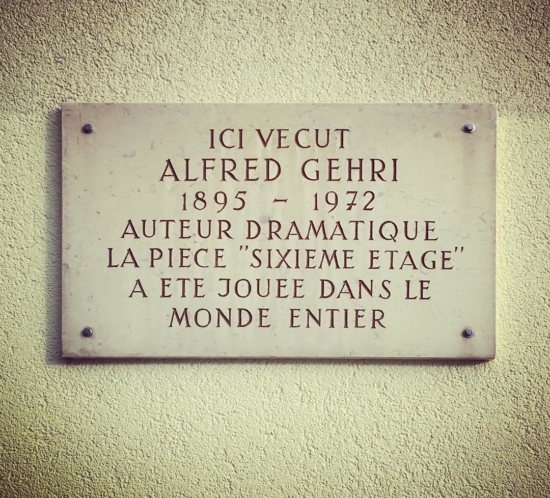 ICI VECUT
ALFRED GEHRI
1895 - 1972
AUTEUR DRAMATIQUE
LA PIECE "SIXIEME ETAGE"
A ETE JOUEE DANS LE
MONDE ENTIER